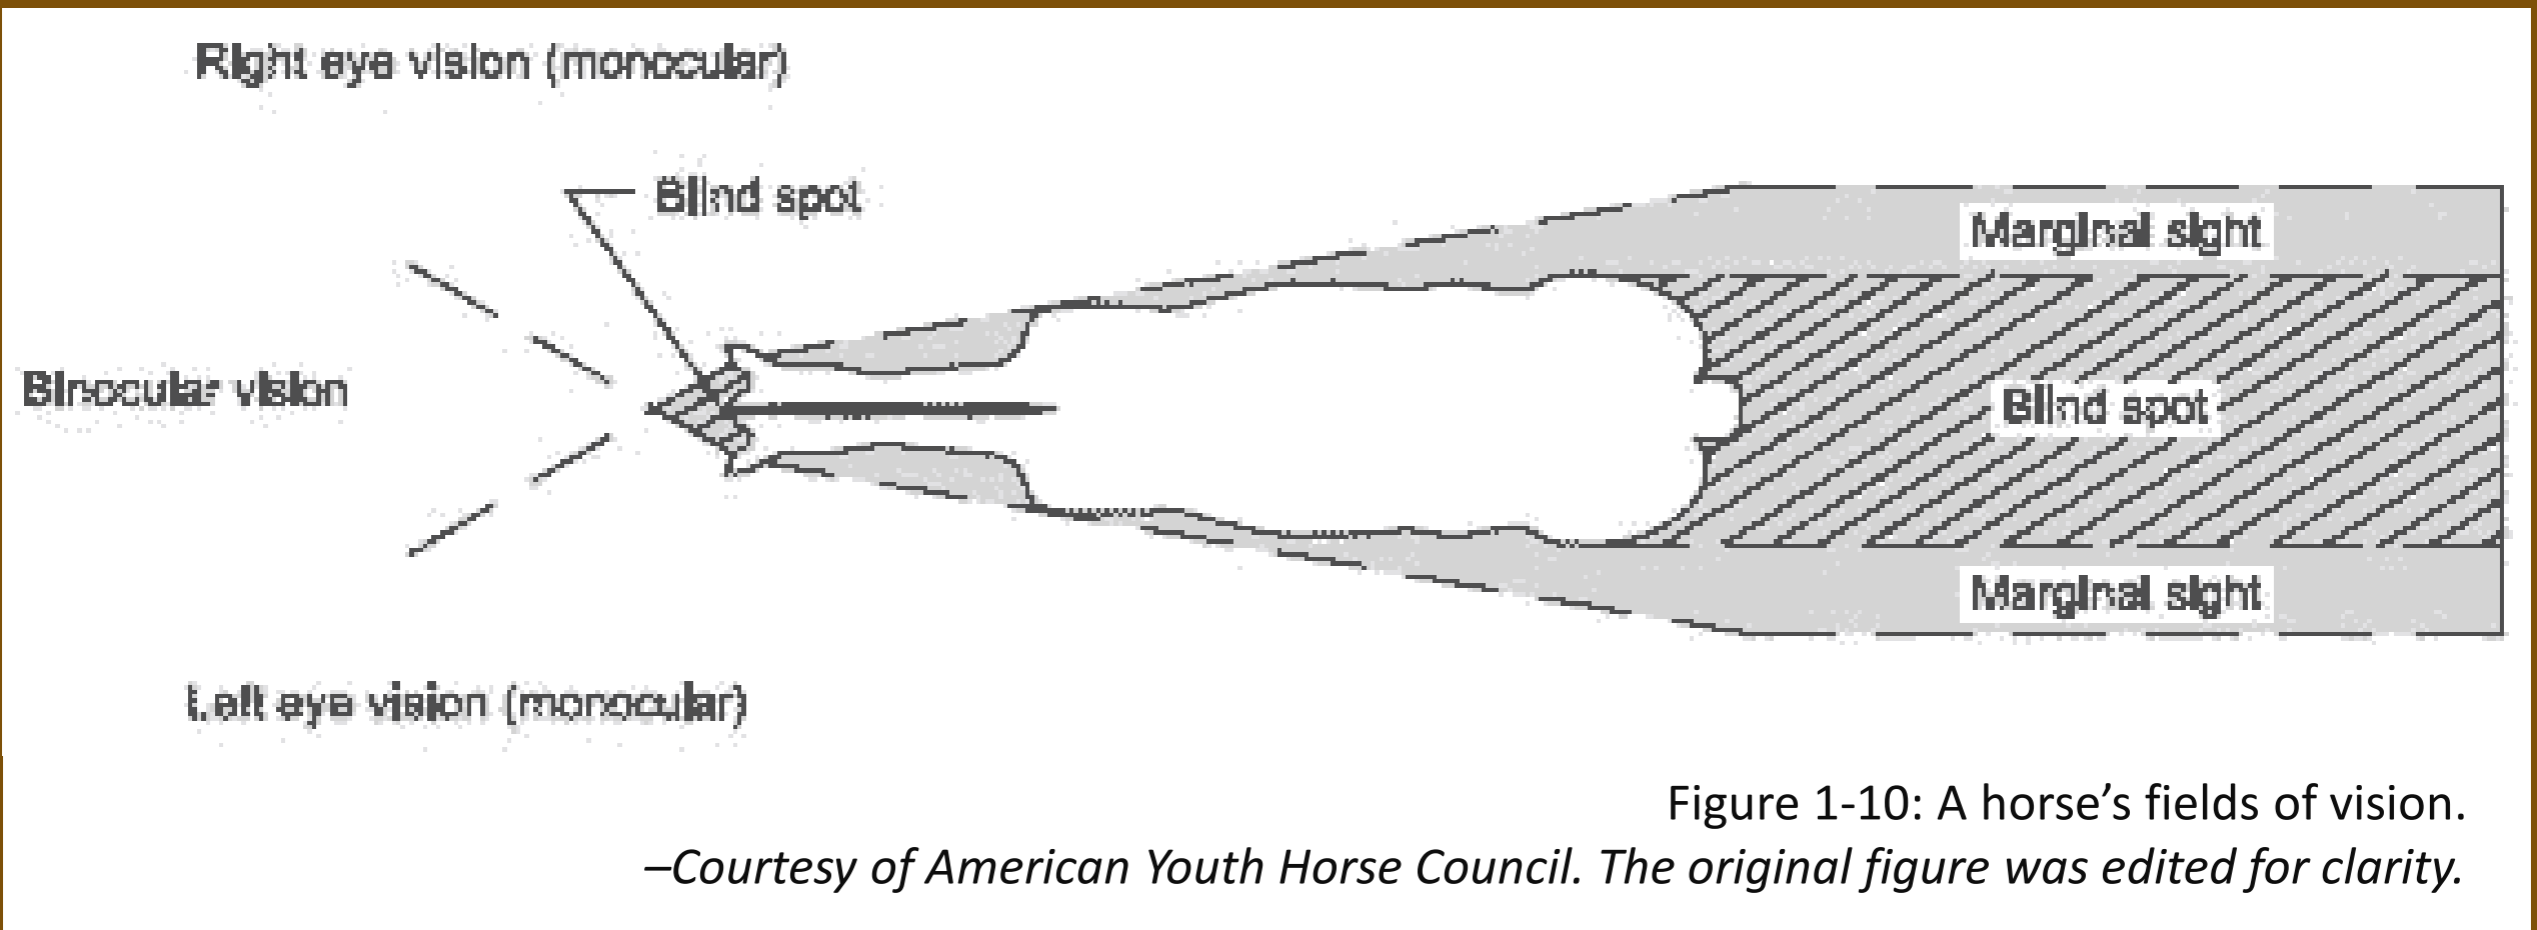 Right eye vision (monocular)
Blind spot
Marginal sight
Binocular vision
Blind spot
Marginal sight
Left eye vision (monocular)
Figure 1-10: A horse’s fields of vision.
–Courtesy of American Youth Horse Council. The original figure was edited for clarity.